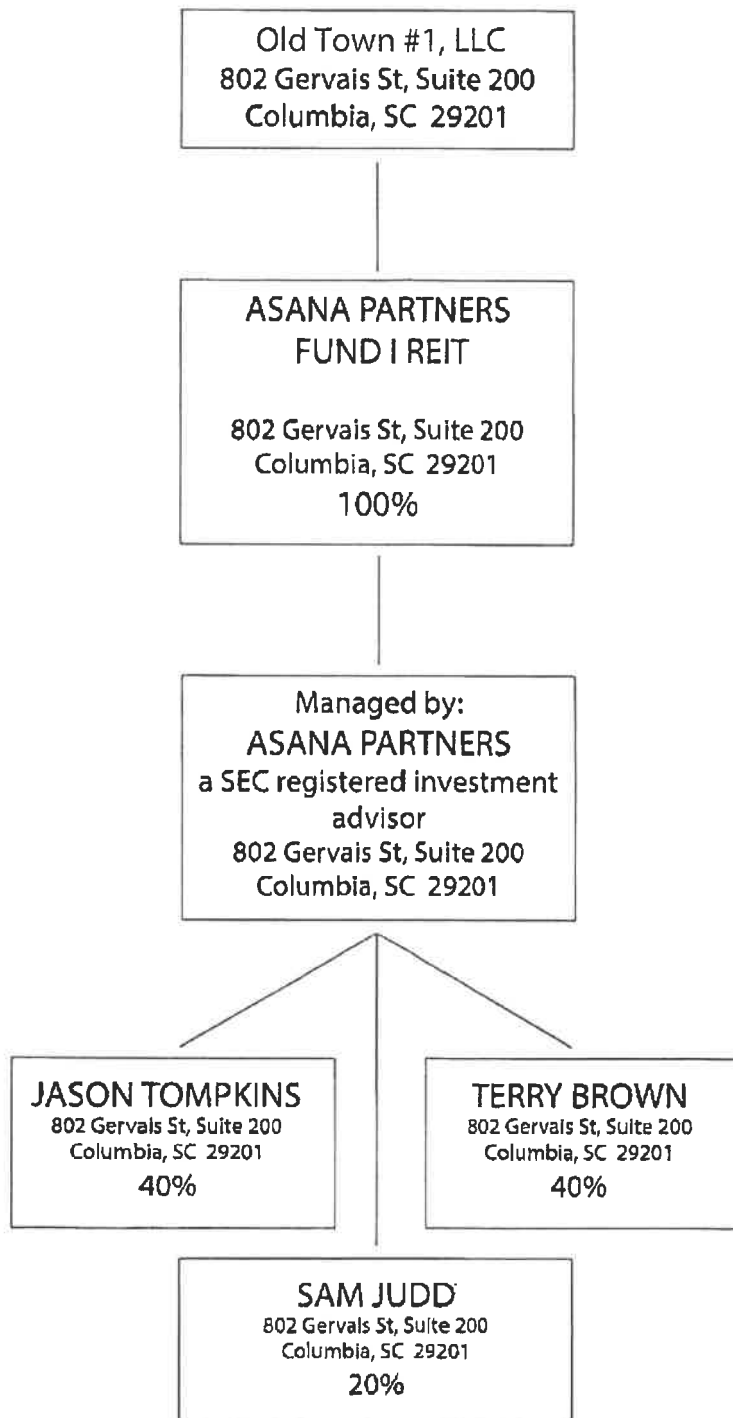 Old Town #1, LLC
802 Gervais St, Suite 200
Columbia, SC 29201
ASANA PARTNERS
FUND I REIT
802 Gervais St, Suite 200
Columbia, SC 29201
100%
Managed by:
ASANA PARTNERS
a SEC registered investment
advisor
802 Gervais St, Suite 200
Columbia, SC 29201
JASON TOMPKINS
802 Gervais St, Suite 200
Columbia, SC 29201
40%
TERRY BROWN
802 Gervais St, Suite 200
Columbia, SC 29201
40%
SAM JUDD
802 Gervais St, Suite 200
Columbia, SC 29201
20%